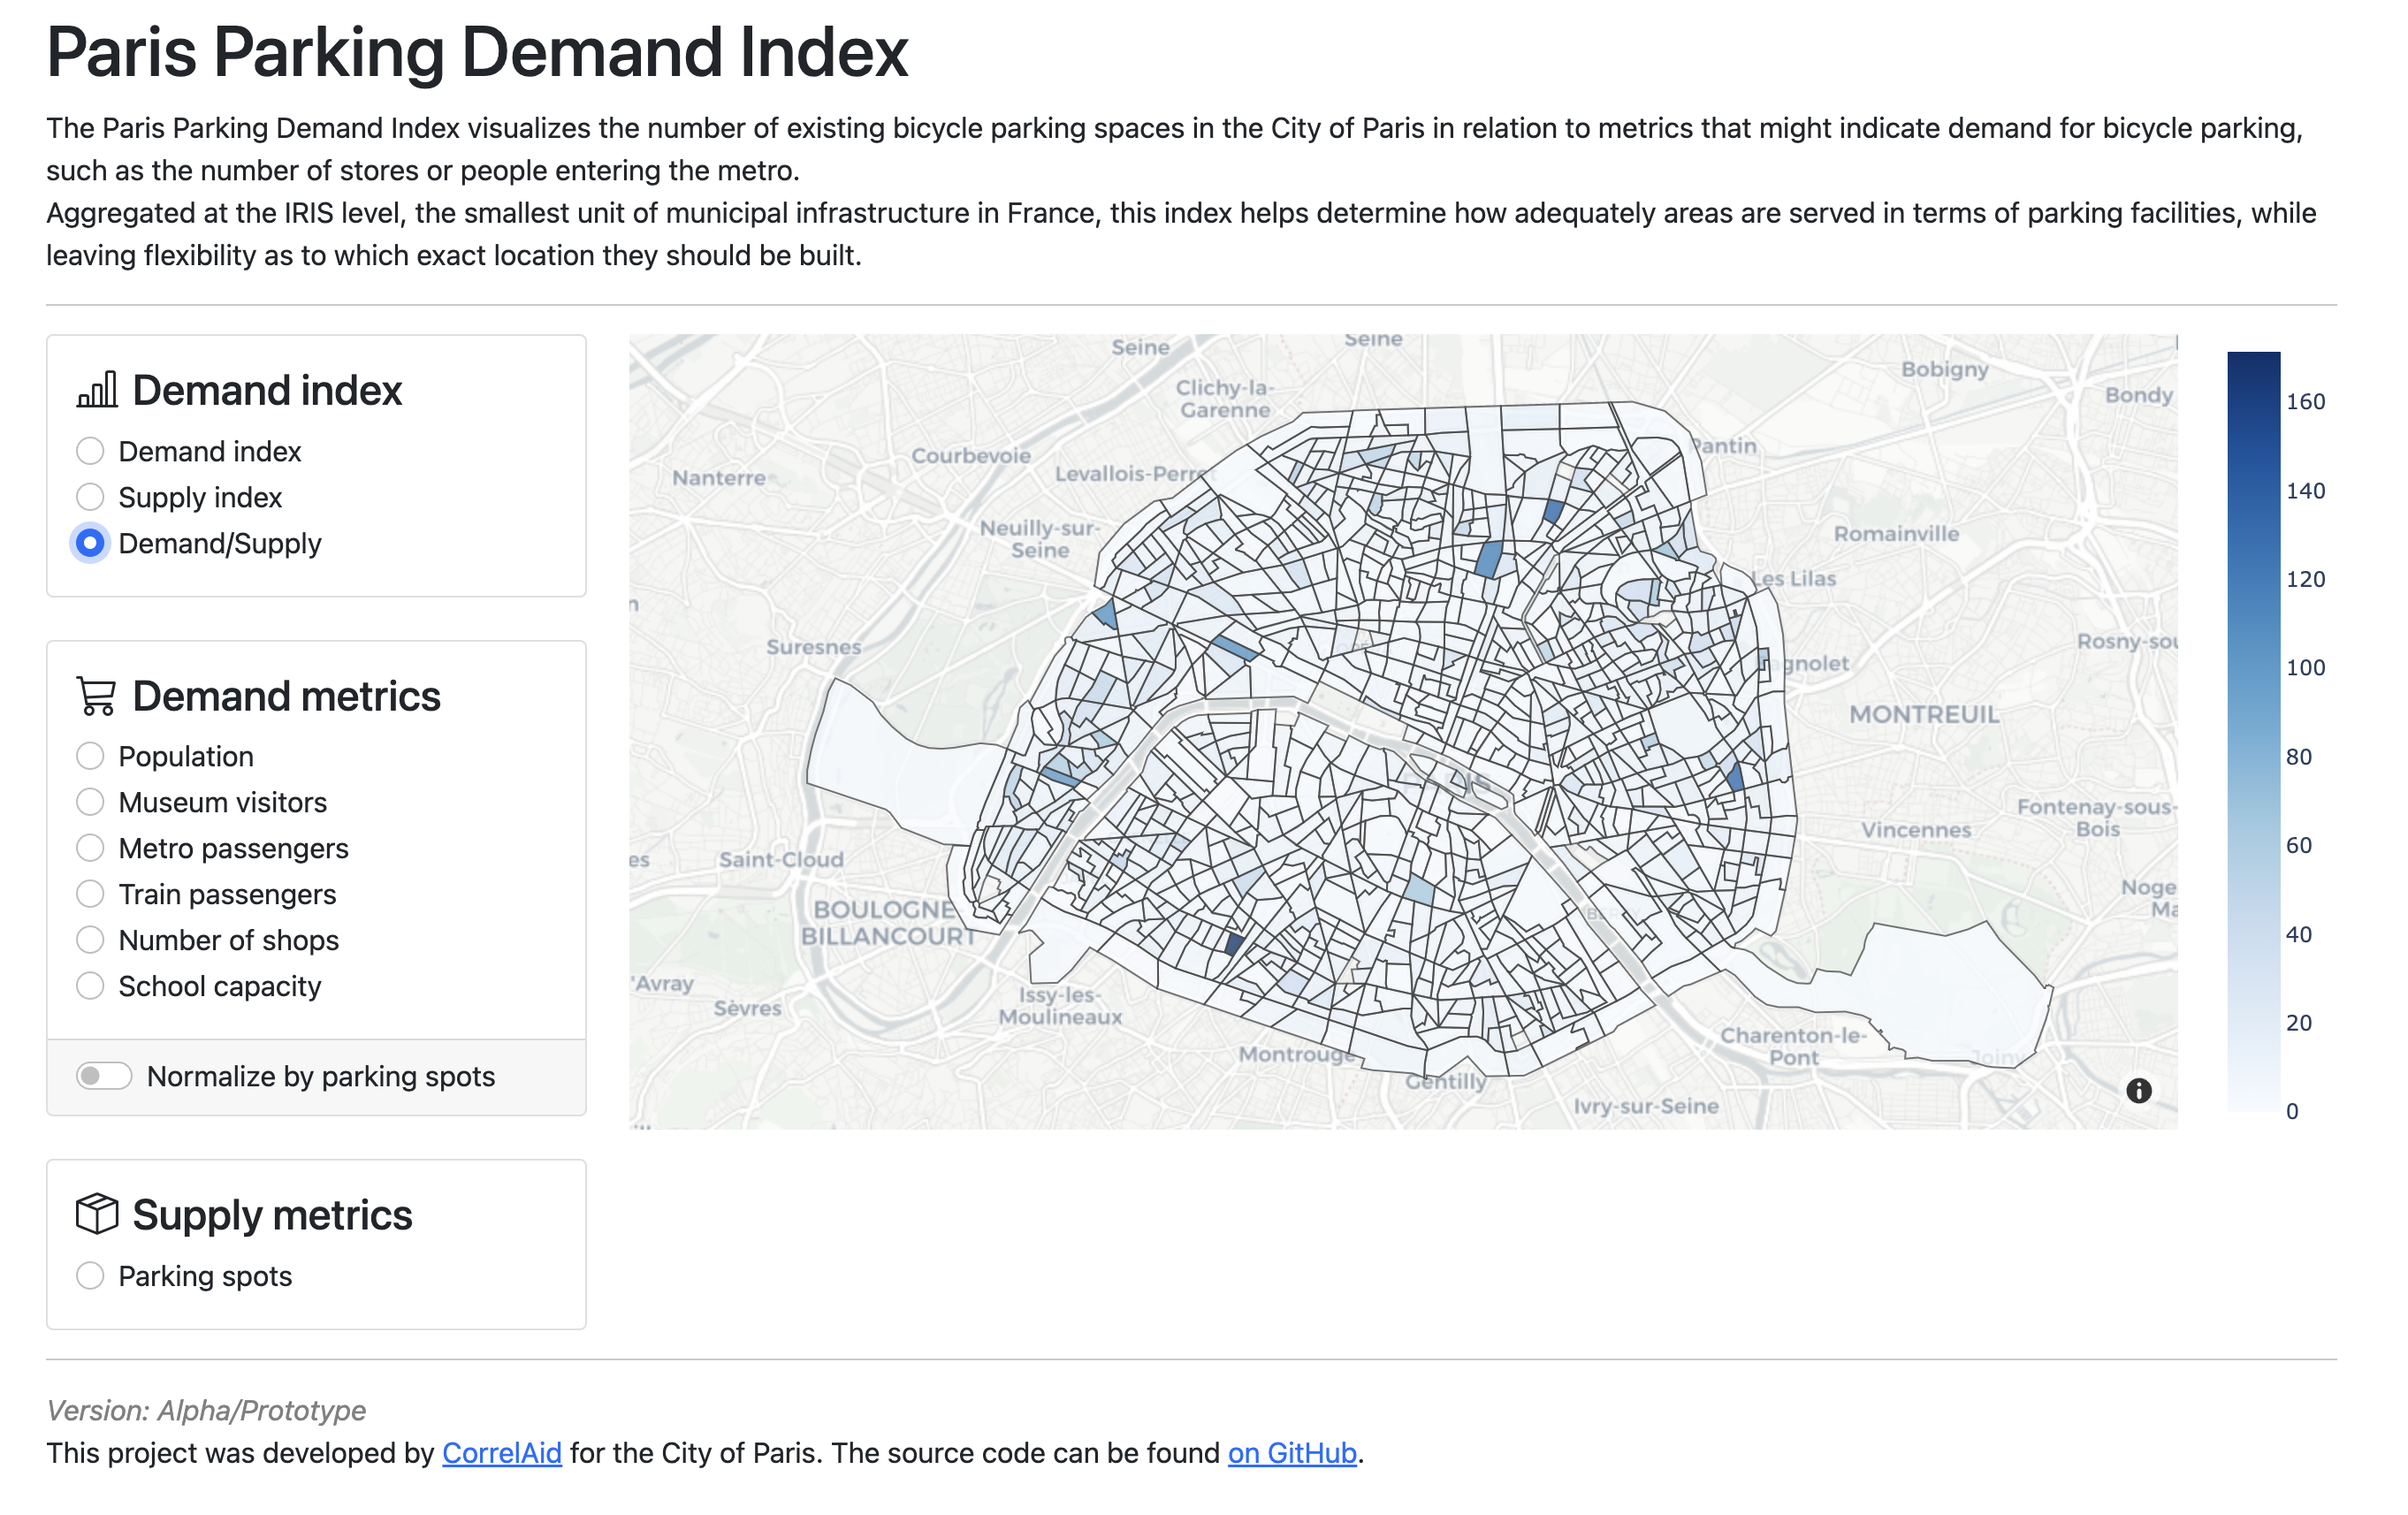 Paris Parking Demand Index
The Paris Parking Demand Index visualizes the number of existing bicycle parking spaces in the City of Paris in relation to metrics that might indicate demand for bicycle parking,
such as the number of stores or people entering the metro.
Aggregated at the IRIS level, the smallest unit of municipal infrastructure in France, this index helps determine how adequately areas are served in terms of parking facilities, while
leaving flexibility as to which exact location they should be built.
Demand index
Demand index
Supply index
Demand/Supply
Demand metrics
Population
Museum visitors
Metro passengers
Train passengers
Number of shops
School capacity
Normalize by parking spots
Supply metrics
Parking spots
Seine
Seine
Clichy-la-
Garenne
Bobigny
Bondy
Courbevoie
Pantin
Nanterre
Levallois-Perret
Neuilly-sur-
Seine
Romainville
Les Lilas
Suresnes
Rosny-sou
gnolet
MONTREUIL
PARIS
Fontenay-sous-
Bois
Vincennes
es
Saint-Cloud
Noge
Ma
BOULOGNE-
BILLANCOURT
'Avray
Sèvres
Issy-les-
Moulineaux
Charenton-le-
Pont
Joinv
Montrouge
Gentilly
Ivry-sur-Seine
160
140
120
100
80
60
40
20
0
Version: Alpha/Prototype
This project was developed by CorrelAid for the City of Paris. The source code can be found on GitHub.